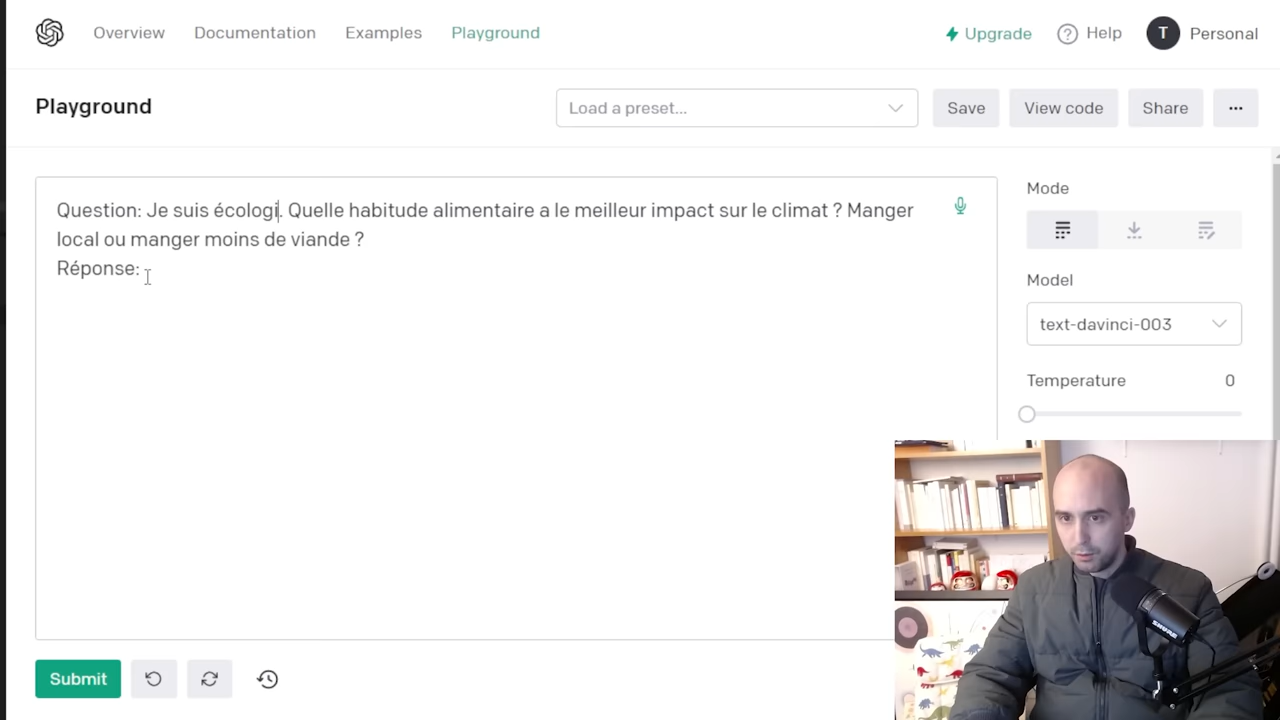 Overview Documentation Examples Playground Upgrade Help T Personal
Playground Load a preset... Save View code Share ...
Question: Je suis écologi. Quelle habitude alimentaire a le meilleur impact sur le climat ? Manger
local ou manger moins de viande ?
Réponse:
Mode
Model
text-davinci-003
Temperature 0
SHURE
Submit